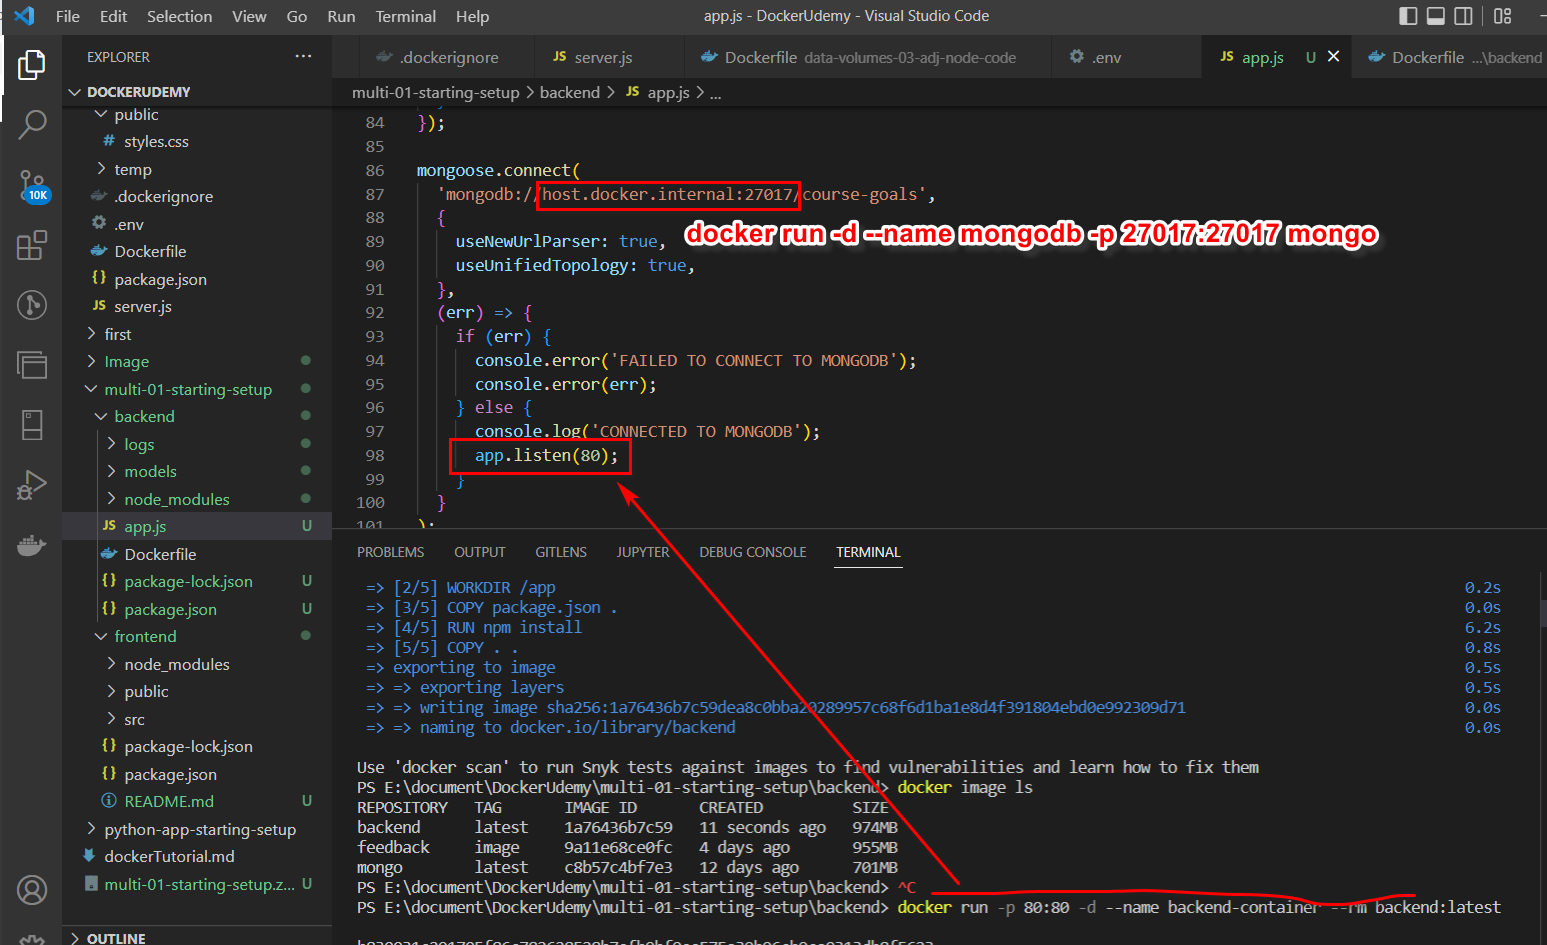 File Edit Selection View Go Run Terminal Help
app.js - DockerUdemy - Visual Studio Code
EXPLORER ...
.dockerignore
JS server.js
Dockerfile data-volumes-03-adj-node-code
.env
JS app.js U
Dockerfile ...\backend
DOCKERUDEMY
public
# styles.css
temp
.dockerignore
.env
Dockerfile
{} package.json
JS server.js
first
Image
multi-01-starting-setup
backend
logs
models
node_modules
JS app.js U
Dockerfile
{} package-lock.json U
{} package.json U
frontend
node_modules
public
src
{} package-lock.json
{} package.json
README.md U
python-app-starting-setup
dockerTutorial.md
multi-01-starting-setup.z... U
OUTLINE
10K
multi-01-starting-setup > backend > JS app.js > ...
84 });
85
86 mongoose.connect(
87 'mongodb://host.docker.internal:27017/course-goals',
88 {
89 useNewUrlParser: true,
docker run -d --name mongodb -p 27017:27017 mongo
90 useUnifiedTopology: true,
91 },
92 (err) => {
93 if (err) {
94 console.error('FAILED TO CONNECT TO MONGODB');
95 console.error(err);
96 } else {
97 console.log('CONNECTED TO MONGODB');
98 app.listen(80);
99 }
100 }
101 );
PROBLEMS OUTPUT GITLENS JUPYTER DEBUG CONSOLE TERMINAL
=> [2/5] WORKDIR /app 0.2s
=> [3/5] COPY package.json . 0.0s
=> [4/5] RUN npm install 6.2s
=> [5/5] COPY . . 0.8s
=> exporting to image 0.5s
=> => exporting layers 0.5s
=> => writing image sha256:1a76436b7c59dea8c0bba20289957c68f6d1ba1e8d4f391804ebd0e992309d71 0.0s
=> => naming to docker.io/library/backend 0.0s
Use 'docker scan' to run Snyk tests against images to find vulnerabilities and learn how to fix them
PS E:\document\DockerUdemy\multi-01-starting-setup\backend> docker image ls
REPOSITORY TAG IMAGE ID CREATED SIZE
backend latest 1a76436b7c59 11 seconds ago 974MB
feedback image 9a11e68ce0fc 4 days ago 955MB
mongo latest c8b57c4bf7e3 12 days ago 701MB
PS E:\document\DockerUdemy\multi-01-starting-setup\backend> ^C
PS E:\document\DockerUdemy\multi-01-starting-setup\backend> docker run -p 80:80 -d --name backend-container --rm backend:latest